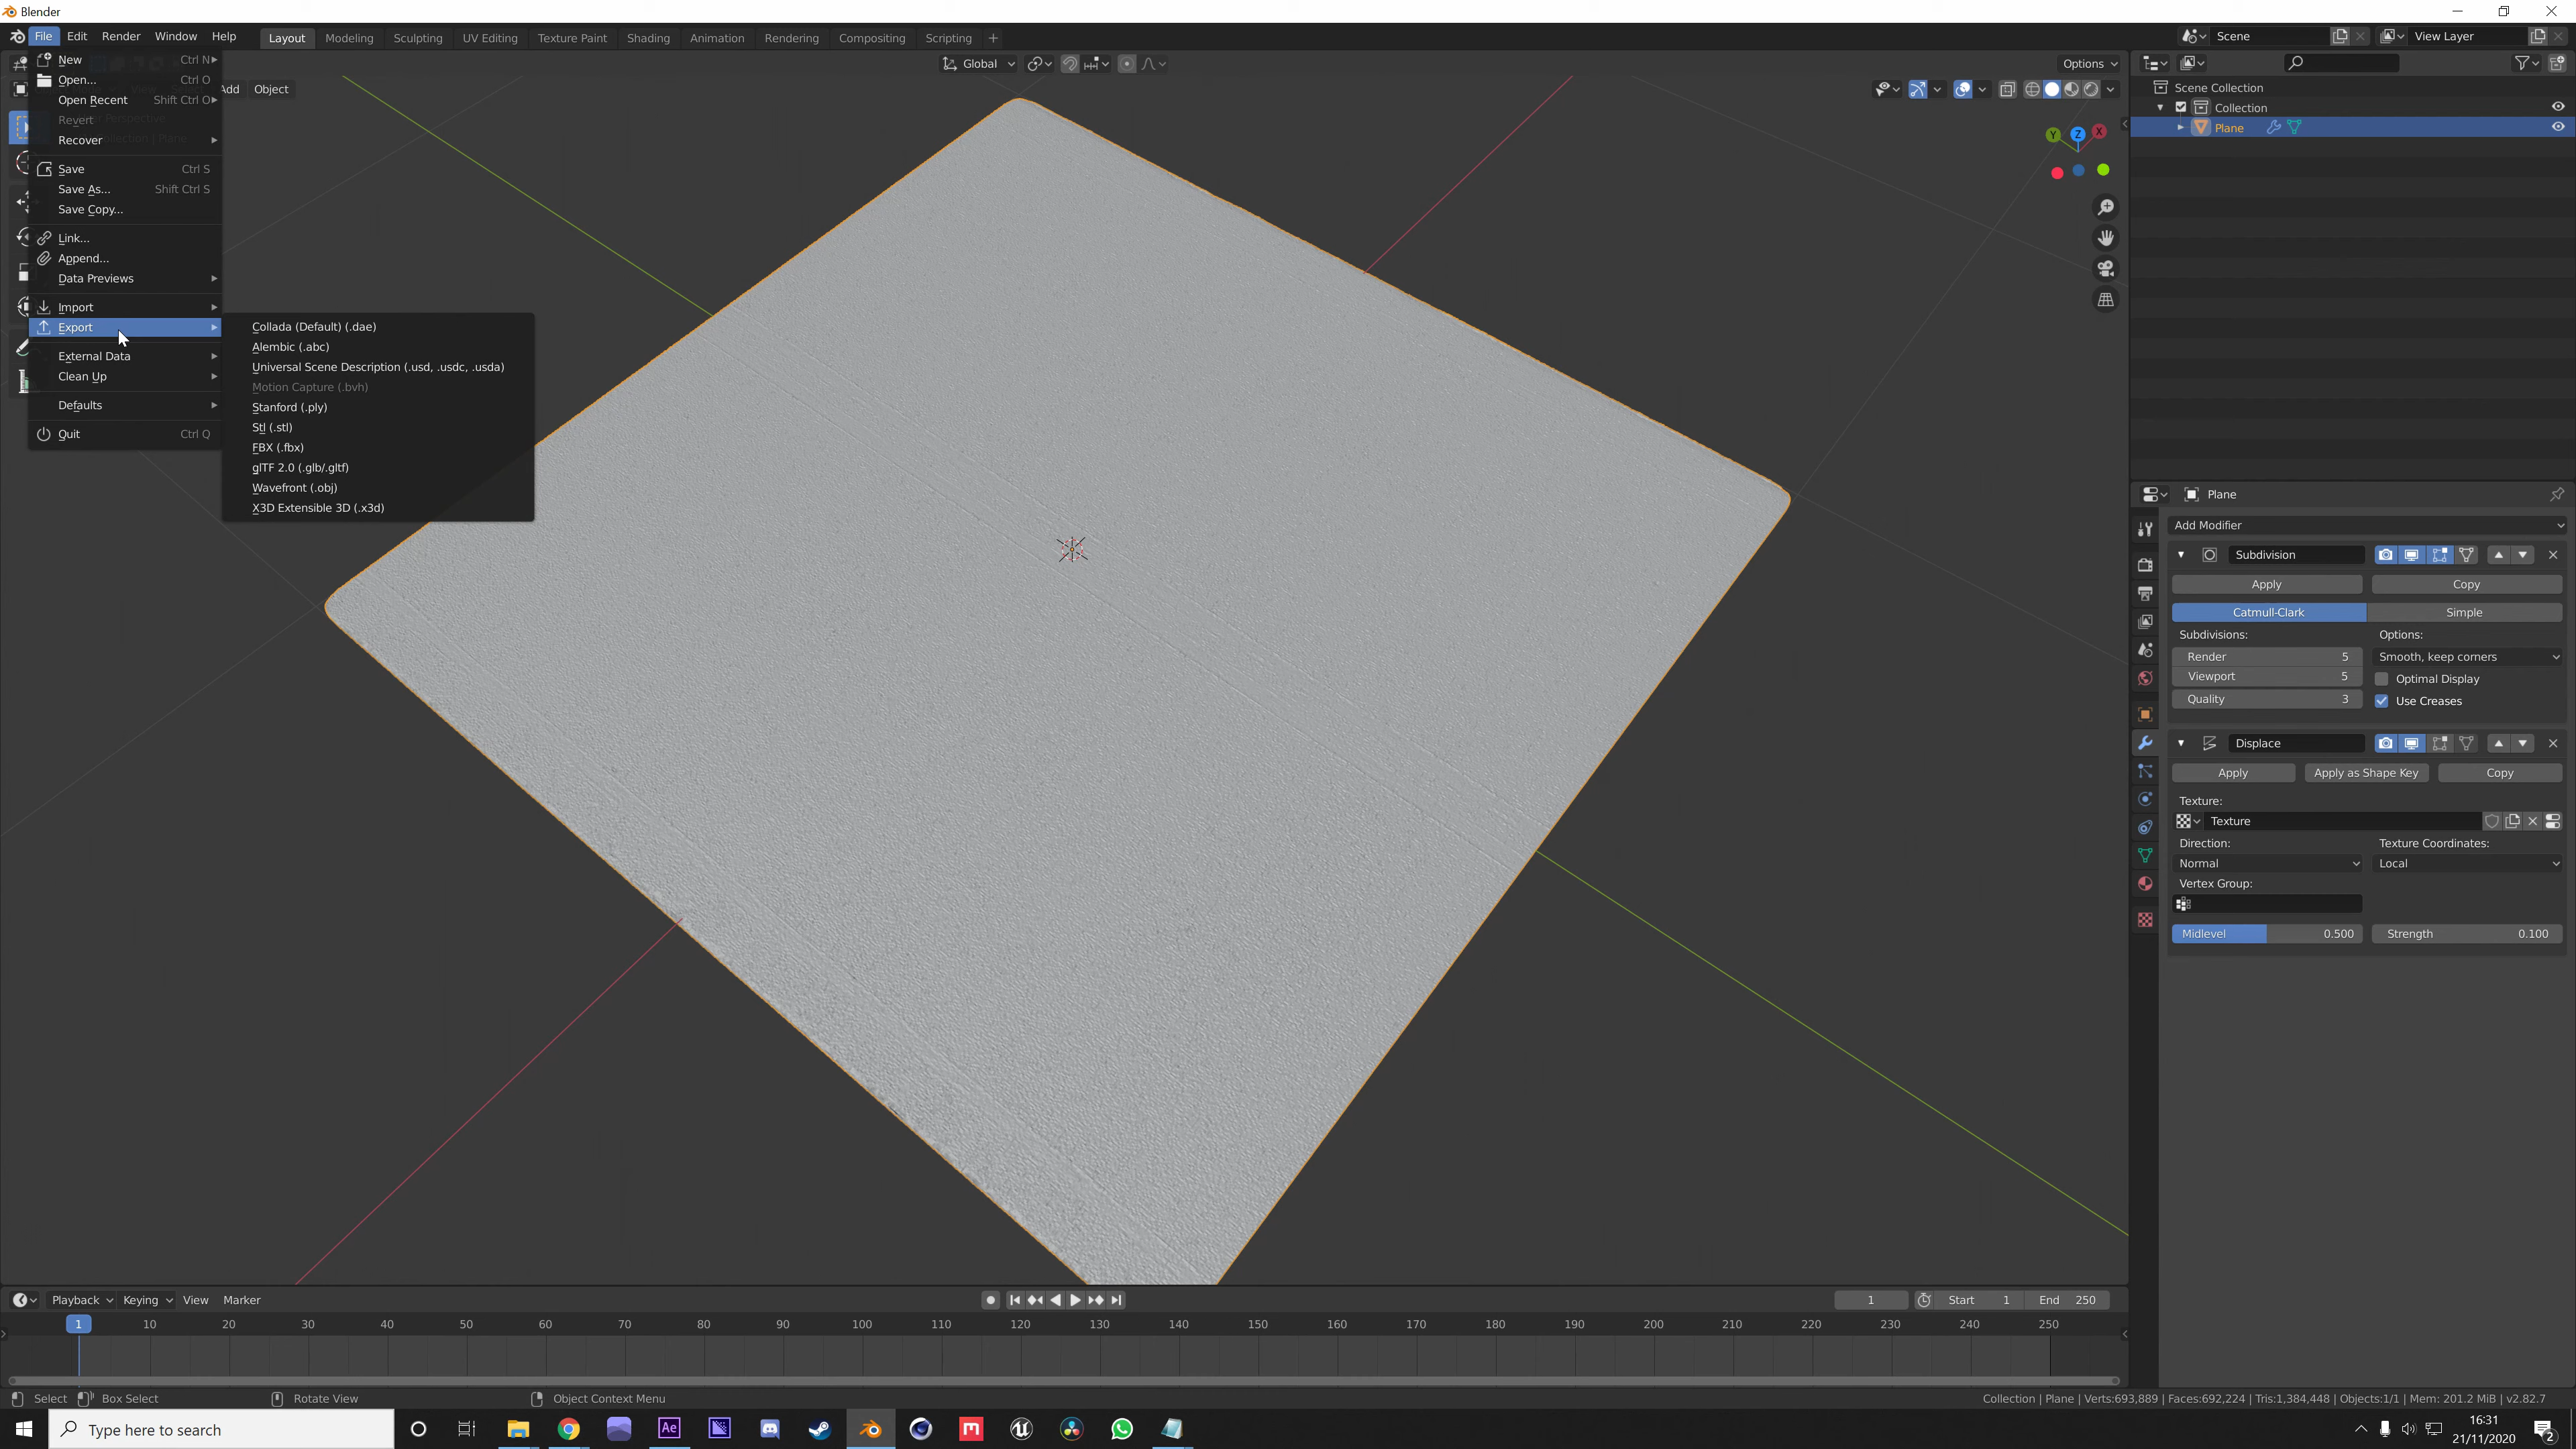 Blender
File Edit Render Window Help Layout Modeling Sculpting UV Editing Texture Paint Shading Animation Rendering Compositing Scripting + Scene View Layer
Global Options
Add Object
New Ctrl N
Open... Ctrl O
Open Recent Shift Ctrl O
Revert
Recover
Save Ctrl S
Save As... Shift Ctrl S
Save Copy...
Link...
Append...
Data Previews
Import
Export
External Data
Clean Up
Defaults
Quit Ctrl Q
Collada (Default) (.dae)
Alembic (.abc)
Universal Scene Description (.usd, .usdc, .usda)
Motion Capture (.bvh)
Stanford (.ply)
Stl (.stl)
FBX (.fbx)
glTF 2.0 (.glb/.gltf)
Wavefront (.obj)
X3D Extensible 3D (.x3d)
Y Z X
Scene Collection
Collection
Plane
Plane
Add Modifier
Subdivision
Apply Copy
Catmull-Clark Simple
Subdivisions: Options:
Render 5 Smooth, keep corners
Viewport 5 Optimal Display
Quality 3 Use Creases
Displace
Apply Apply as Shape Key Copy
Texture:
Texture
Direction: Texture Coordinates:
Normal Local
Vertex Group:
Midlevel 0.500 Strength 0.100
Playback Keying View Marker 1 Start 1 End 250
1 10 20 30 40 50 60 70 80 90 100 110 120 130 140 150 160 170 180 190 200 210 220 230 240 250
Select Box Select Rotate View Object Context Menu Collection | Plane | Verts:693,889 | Faces:692,224 | Tris:1,384,448 | Objects:1/1 | Mem: 201.2 MiB | v2.82.7
Type here to search Ae 16:31
21/11/2020 2